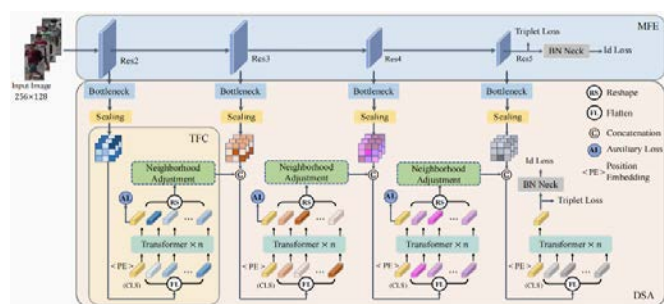 MFE
Triplet Loss
BN Neck
Id Loss
Res2
Res3
Res4
Res5
Input Image
256×128
Bottleneck
Bottleneck
Bottleneck
Bottleneck
Scaling
Scaling
Scaling
Scaling
RS Reshape
FL Flatten
C Concatenation
AL Auxiliary Loss
<PE> Position
Embedding
TFC
Neighborhood
Adjustment
C
Neighborhood
Adjustment
C
Neighborhood
Adjustment
C
Id Loss
BN Neck
Triplet Loss
AL
RS
AL
RS
AL
RS
...
...
...
Transformer × n
Transformer × n
Transformer × n
Transformer × n
<PE>
...
<PE>
...
<PE>
...
<PE>
...
(CLS)
FL
(CLS)
FL
(CLS)
FL
(CLS)
FL
DSA